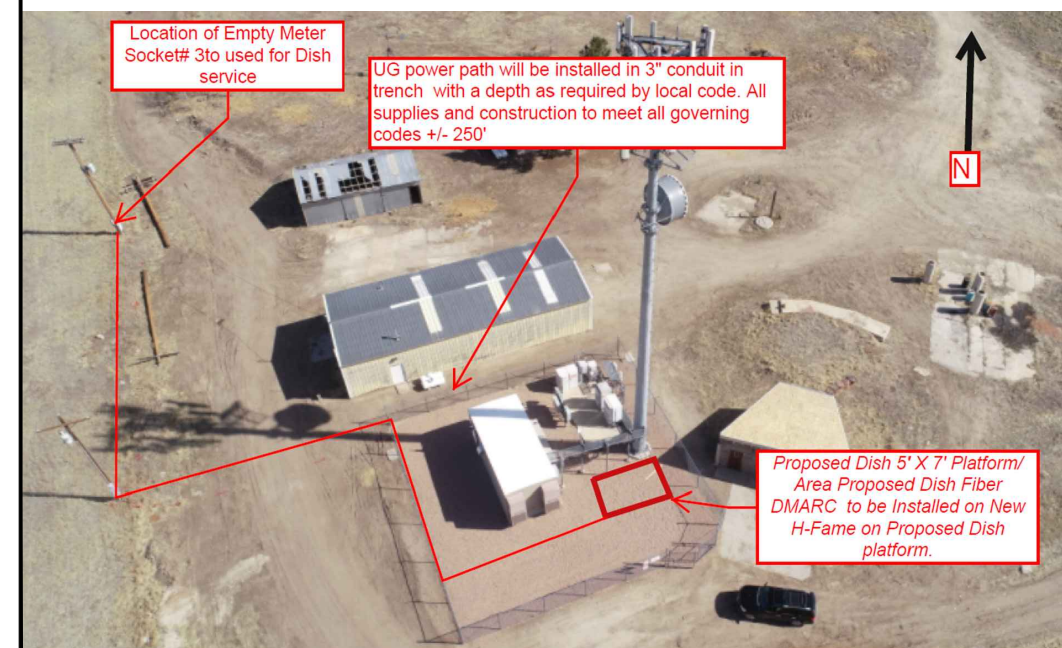 Location of Empty Meter
Socket# 3to used for Dish
service
UG power path will be installed in 3" conduit in
trench with a depth as required by local code. All
supplies and construction to meet all governing
codes +/- 250'
N
Proposed Dish 5' X 7' Platform/
Area Proposed Dish Fiber
DMARC to be Installed on New
H-Fame on Proposed Dish
platform.